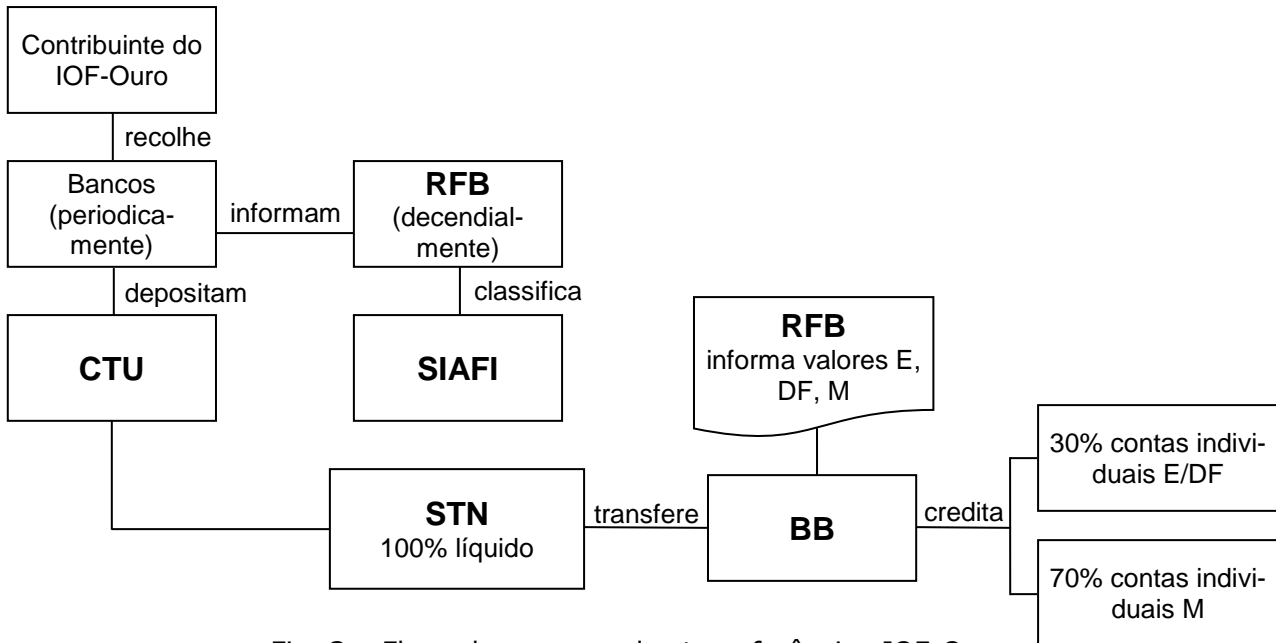 Contribuinte do
IOF-Ouro
recolhe
Bancos
(periodica-
mente)
informam
RFB
(decendial-
mente)
depositam
classifica
CTU
SIAFI
RFB
informa valores E,
DF, M
STN
100% líquido
transfere
BB
credita
30% contas indivi-
duais E/DF
70% contas indivi-
duais M